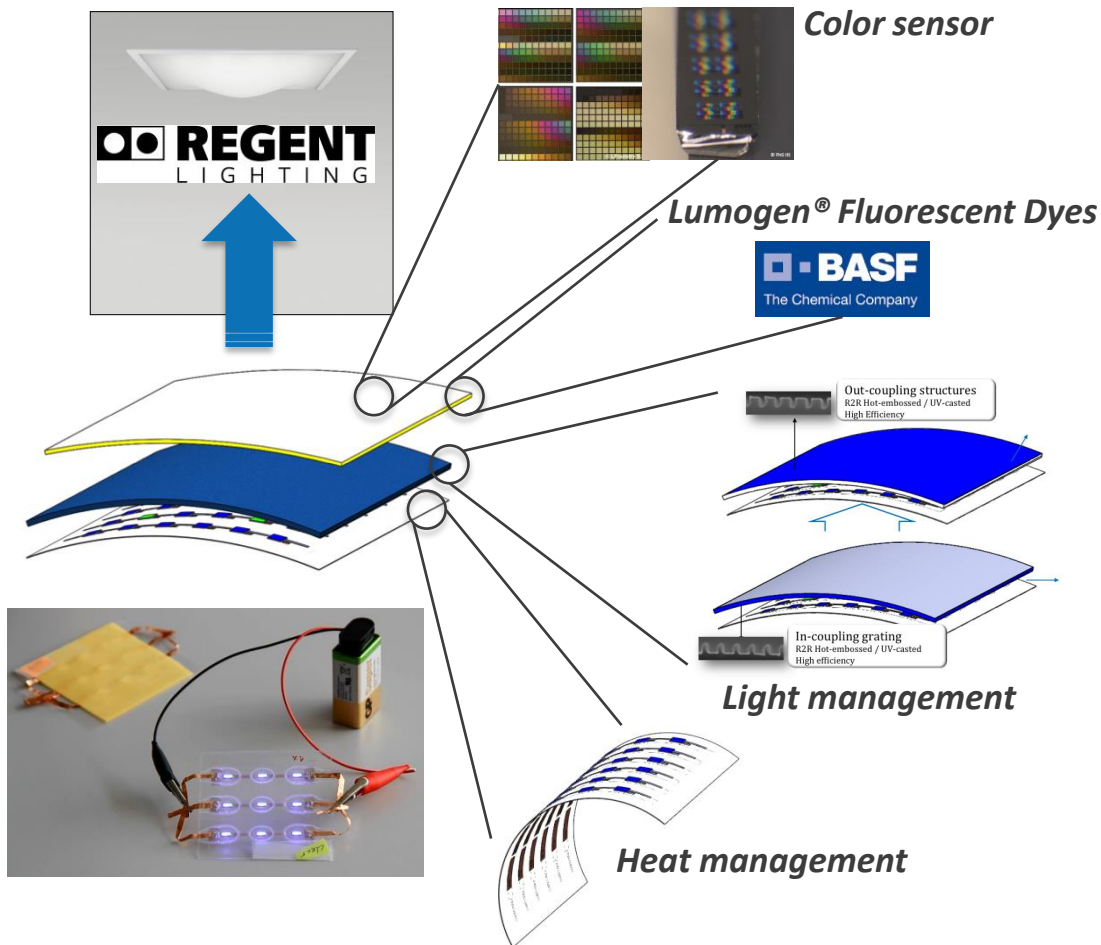 Color sensor
REGENT
LIGHTING
Lumogen® Fluorescent Dyes
BASF
The Chemical Company
Out-coupling structures
R2R Hot-embossed / UV-casted
High Efficiency
In-coupling grating
R2R Hot-embossed / UV-casted
High efficiency
Light management
Heat management